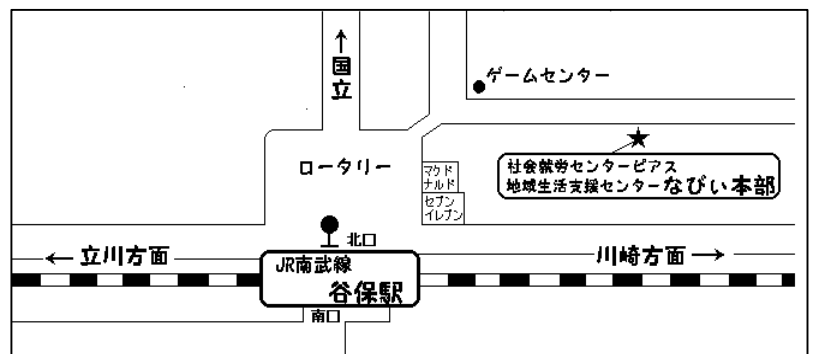 ↑
国立
ゲームセンター
ロータリー
マクド
ナルド
セブン
イレブン
★
社会就労センターピアス
地域生活支援センターなびぃ本部
北口
←立川方面
川崎方面→
JR南武線
谷保駅
南口